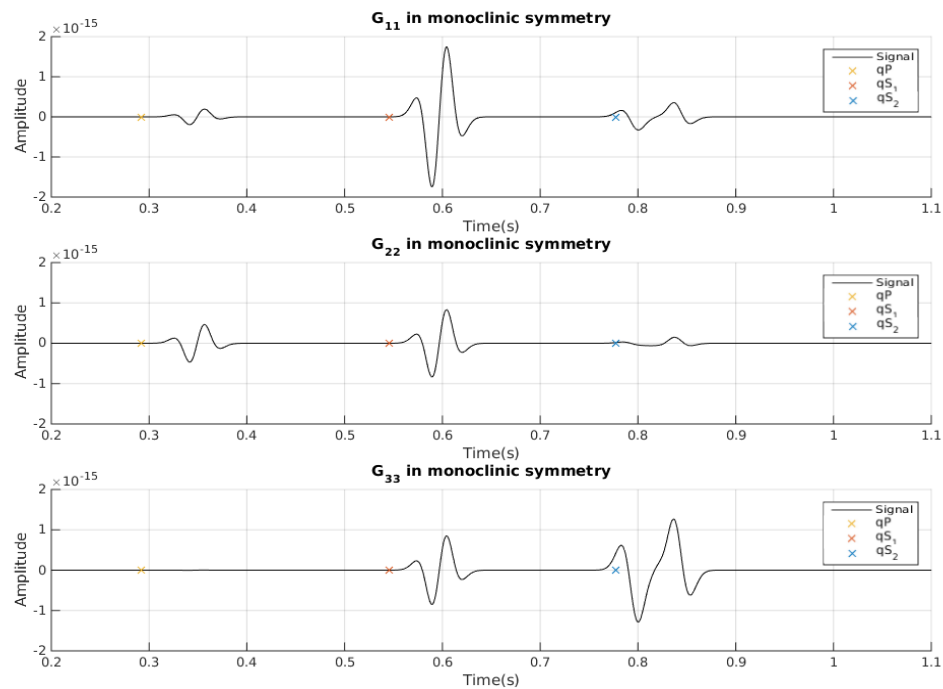 G11 in monoclinic symmetry
×10-15
2
1
0
-1
-2
Amplitude
Signal
qP
qS1
qS2
0.2 0.3 0.4 0.5 0.6 0.7 0.8 0.9 1 1.1
Time(s)
G22 in monoclinic symmetry
×10-15
2
1
0
-1
-2
Amplitude
Signal
qP
qS1
qS2
0.2 0.3 0.4 0.5 0.6 0.7 0.8 0.9 1 1.1
Time(s)
G33 in monoclinic symmetry
×10-15
2
1
0
-1
-2
Amplitude
Signal
qP
qS1
qS2
0.2 0.3 0.4 0.5 0.6 0.7 0.8 0.9 1 1.1
Time(s)